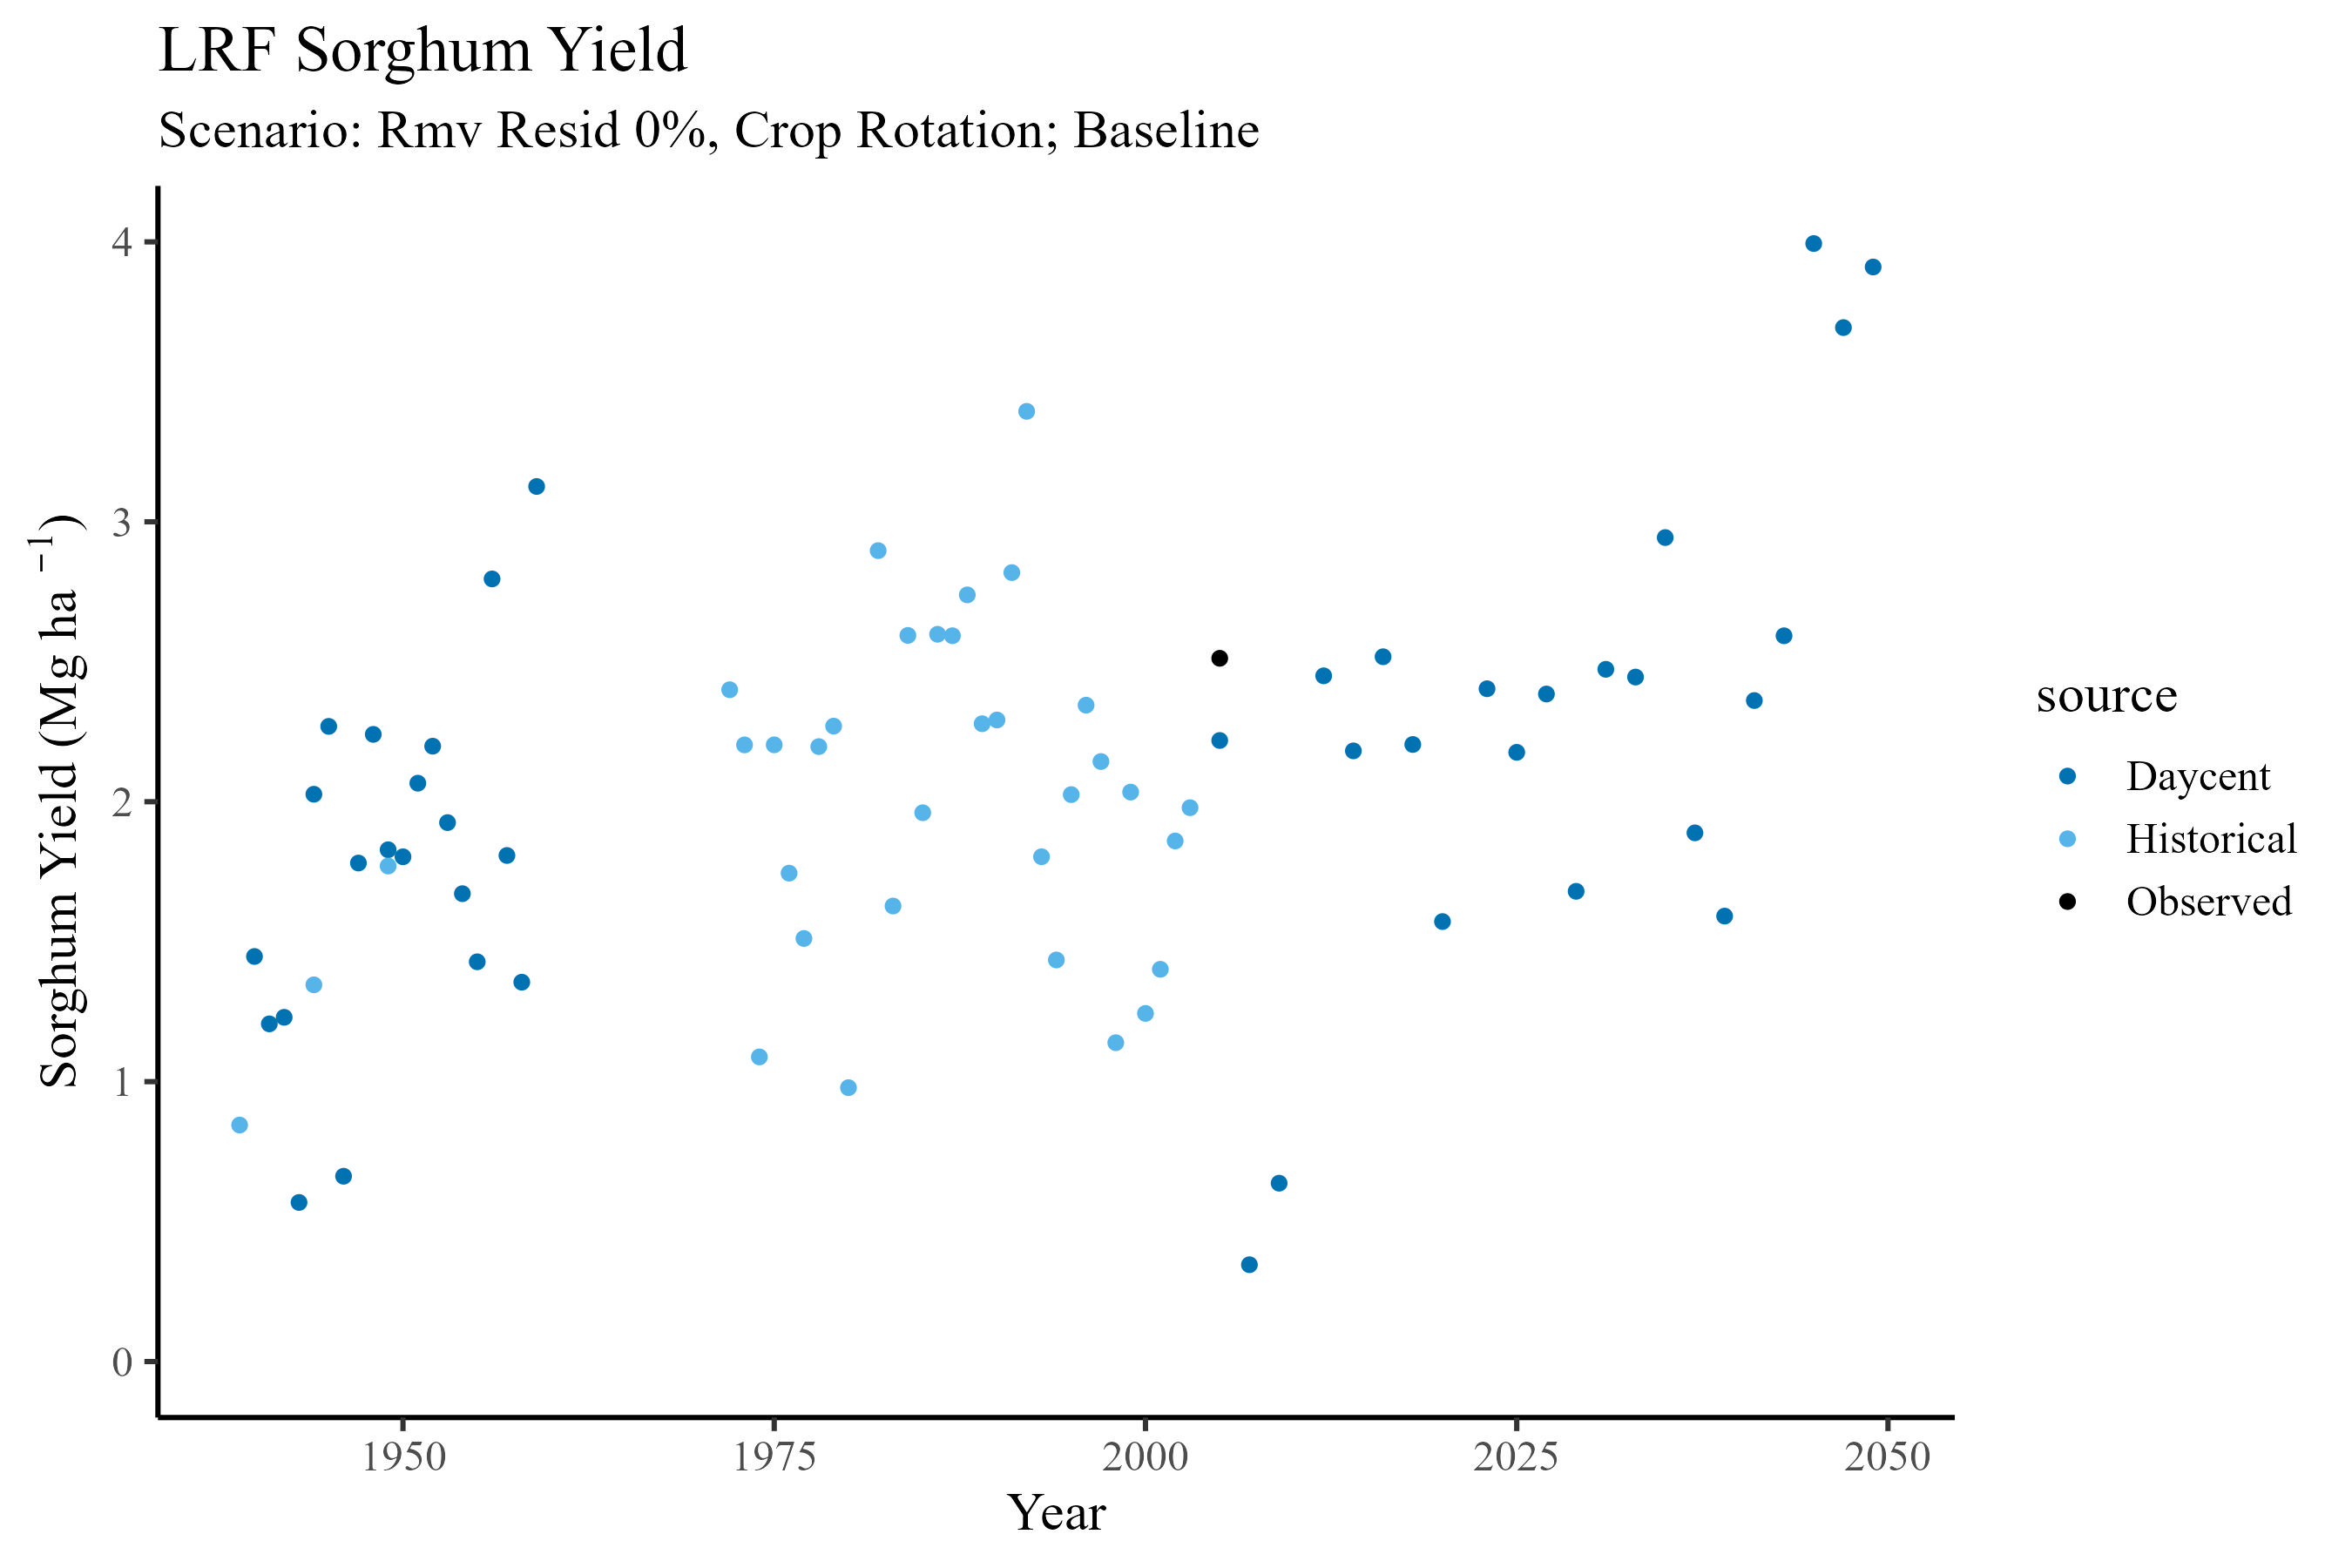 LRF Sorghum Yield
Scenario: Rmv Resid 0%, Crop Rotation; Baseline
Sorghum Yield (Mg ha ⁻¹)
4
3
2
1
0
1950 1975 2000 2025 2050
Year
source
Daycent
Historical
Observed